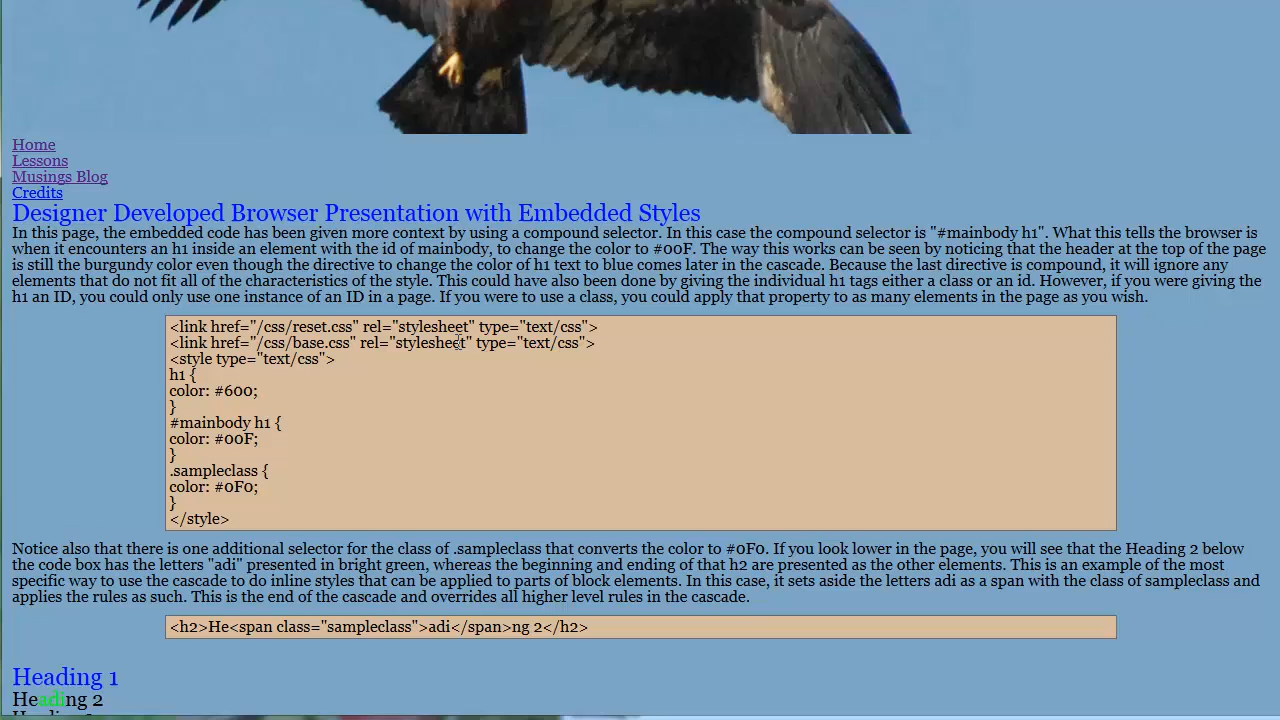 Home
Lessons
Musings Blog
Credits
Designer Developed Browser Presentation with Embedded Styles
In this page, the embedded code has been given more context by using a compound selector. In this case the compound selector is "#mainbody h1". What this tells the browser is
when it encounters an h1 inside an element with the id of mainbody, to change the color to #00F. The way this works can be seen by noticing that the header at the top of the page
is still the burgundy color even though the directive to change the color of h1 text to blue comes later in the cascade. Because the last directive is compound, it will ignore any
elements that do not fit all of the characteristics of the style. This could have also been done by giving the individual h1 tags either a class or an id. However, if you were giving the
h1 an ID, you could only use one instance of an ID in a page. If you were to use a class, you could apply that property to as many elements in the page as you wish.
<link href="/css/reset.css" rel="stylesheet" type="text/css">
<link href="/css/base.css" rel="stylesheet" type="text/css">
<style type="text/css">
h1 {
color: #600;
}
#mainbody h1 {
color: #00F;
}
.sampleclass {
color: #0F0;
}
</style>
Notice also that there is one additional selector for the class of .sampleclass that converts the color to #0F0. If you look lower in the page, you will see that the Heading 2 below
the code box has the letters "adi" presented in bright green, whereas the beginning and ending of that h2 are presented as the other elements. This is an example of the most
specific way to use the cascade to do inline styles that can be applied to parts of block elements. In this case, it sets aside the letters adi as a span with the class of sampleclass and
applies the rules as such. This is the end of the cascade and overrides all higher level rules in the cascade.
<h2>He<span class="sampleclass">adi</span>ng 2</h2>
Heading 1
Heading 2